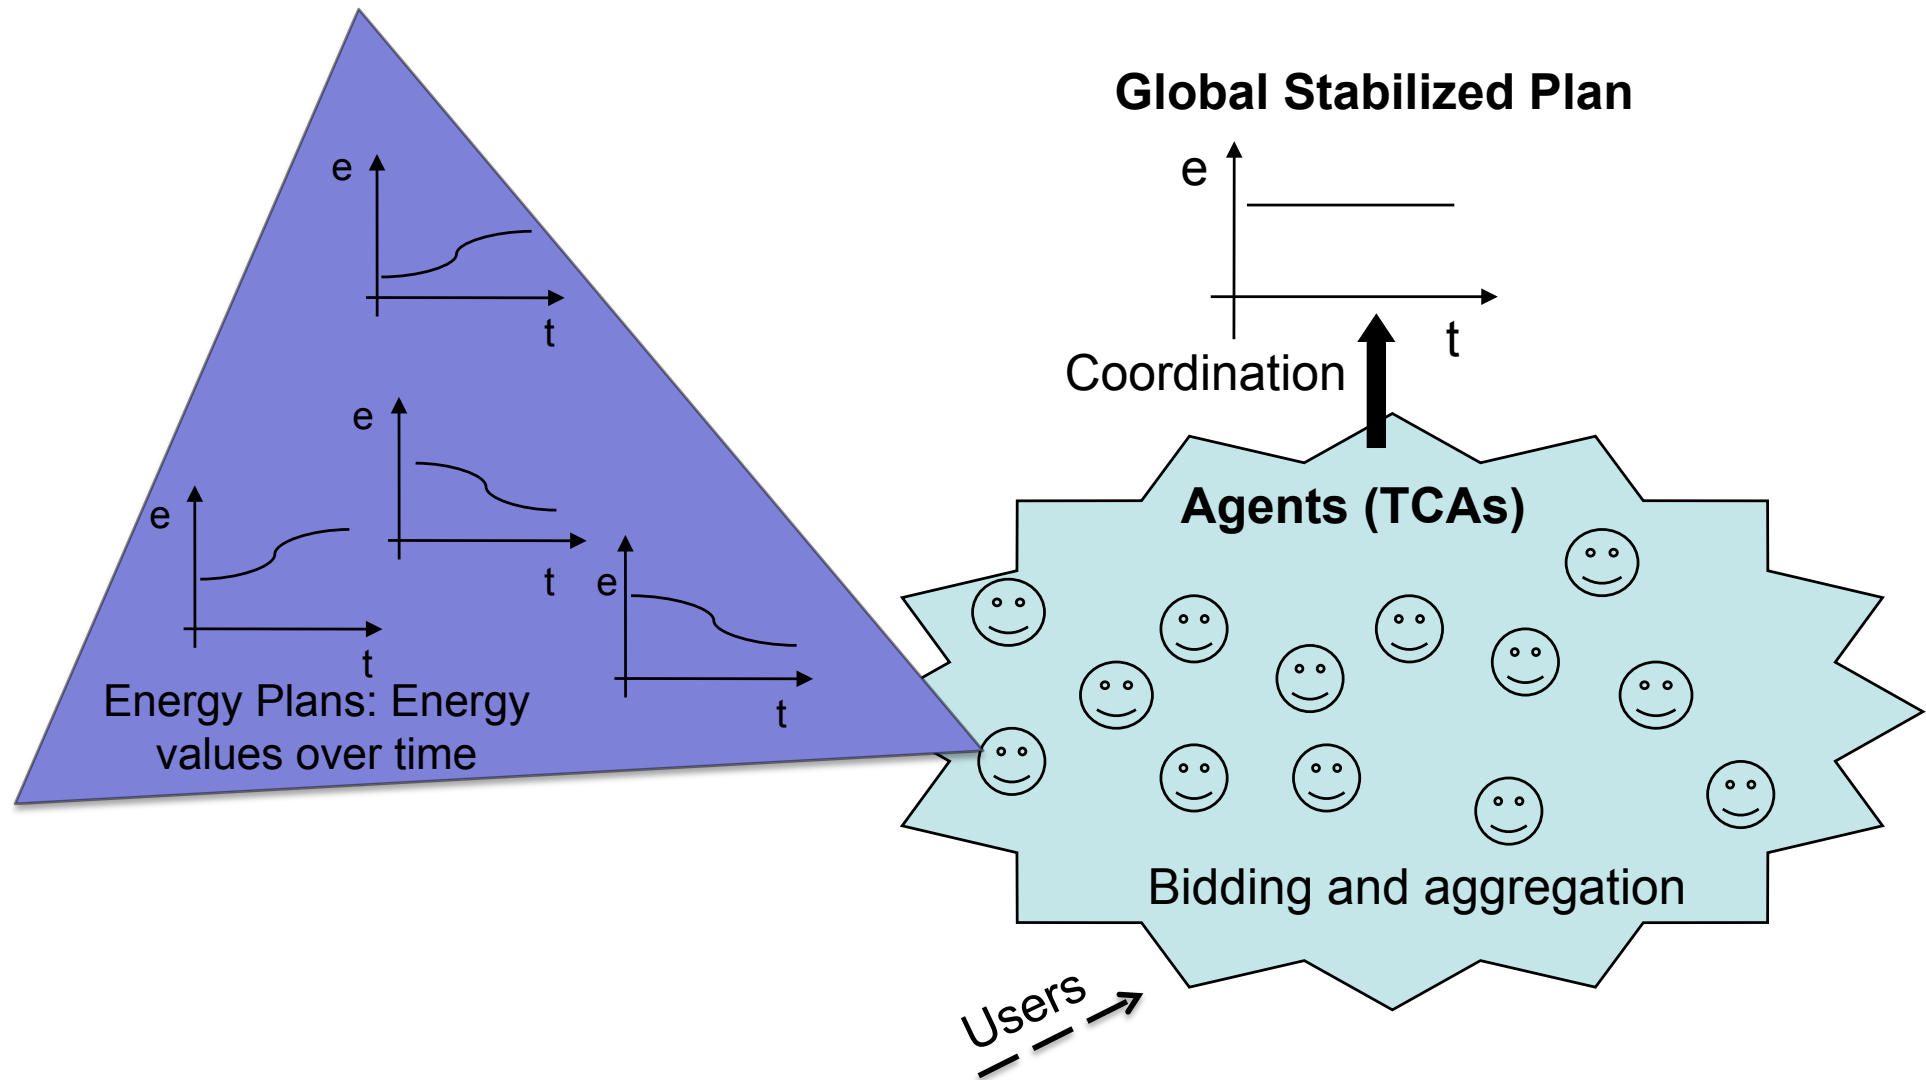 e
t
e
t
e
t
e
t
Energy Plans: Energy
values over time
Global Stabilized Plan
e
t
Coordination
Agents (TCAs)
Bidding and aggregation
Users